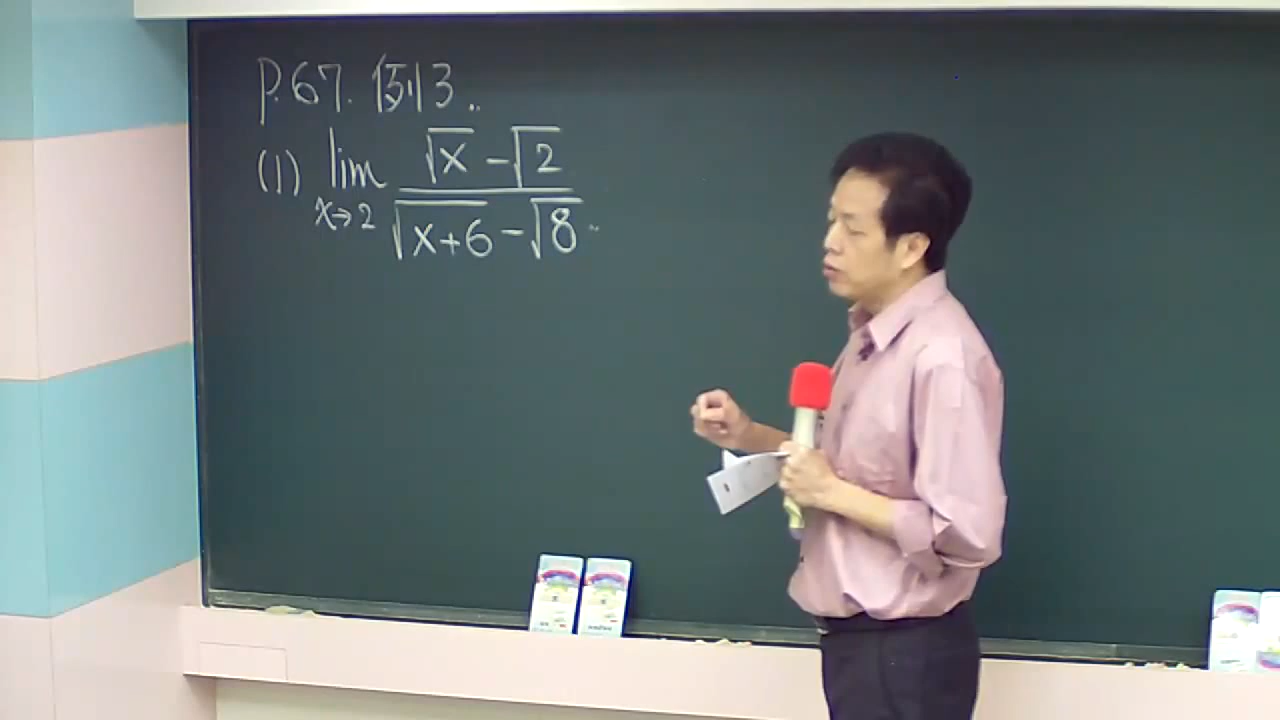 P.67. 例3..
(1) lim x→2 (√x - √2)/(√(x+6) - √8)..